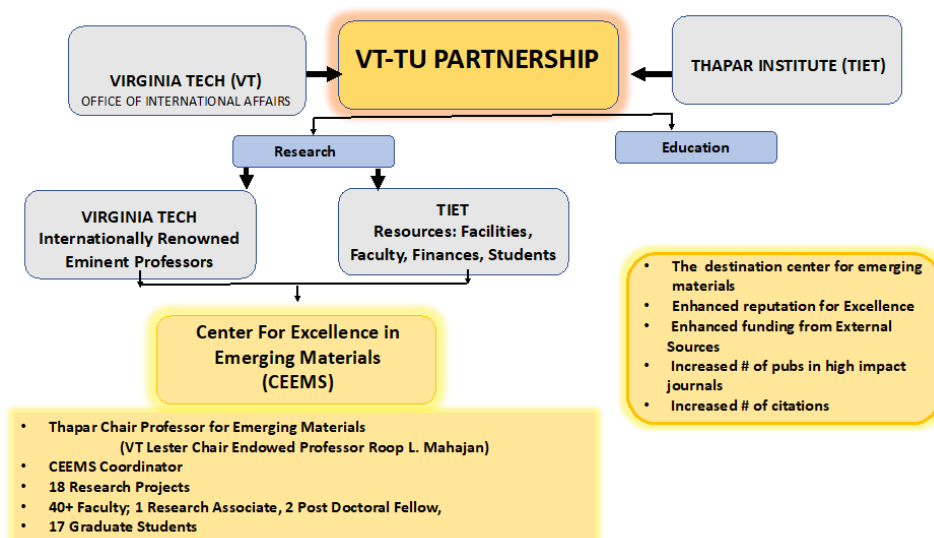 VT-TU PARTNERSHIP
VIRGINIA TECH (VT)
OFFICE OF INTERNATIONAL AFFAIRS
THAPAR INSTITUTE (TIET)
Research
Education
VIRGINIA TECH
Internationally Renowned
Eminent Professors
TIET
Resources: Facilities,
Faculty, Finances, Students
Center For Excellence in
Emerging Materials
(CEEMS)
• The destination center for emerging
materials
• Enhanced reputation for Excellence
• Enhanced funding from External
Sources
• Increased # of pubs in high impact
journals
• Increased # of citations
• Thapar Chair Professor for Emerging Materials
(VT Lester Chair Endowed Professor Roop L. Mahajan)
• CEEMS Coordinator
• 18 Research Projects
• 40+ Faculty; 1 Research Associate, 2 Post Doctoral Fellow,
• 17 Graduate Students